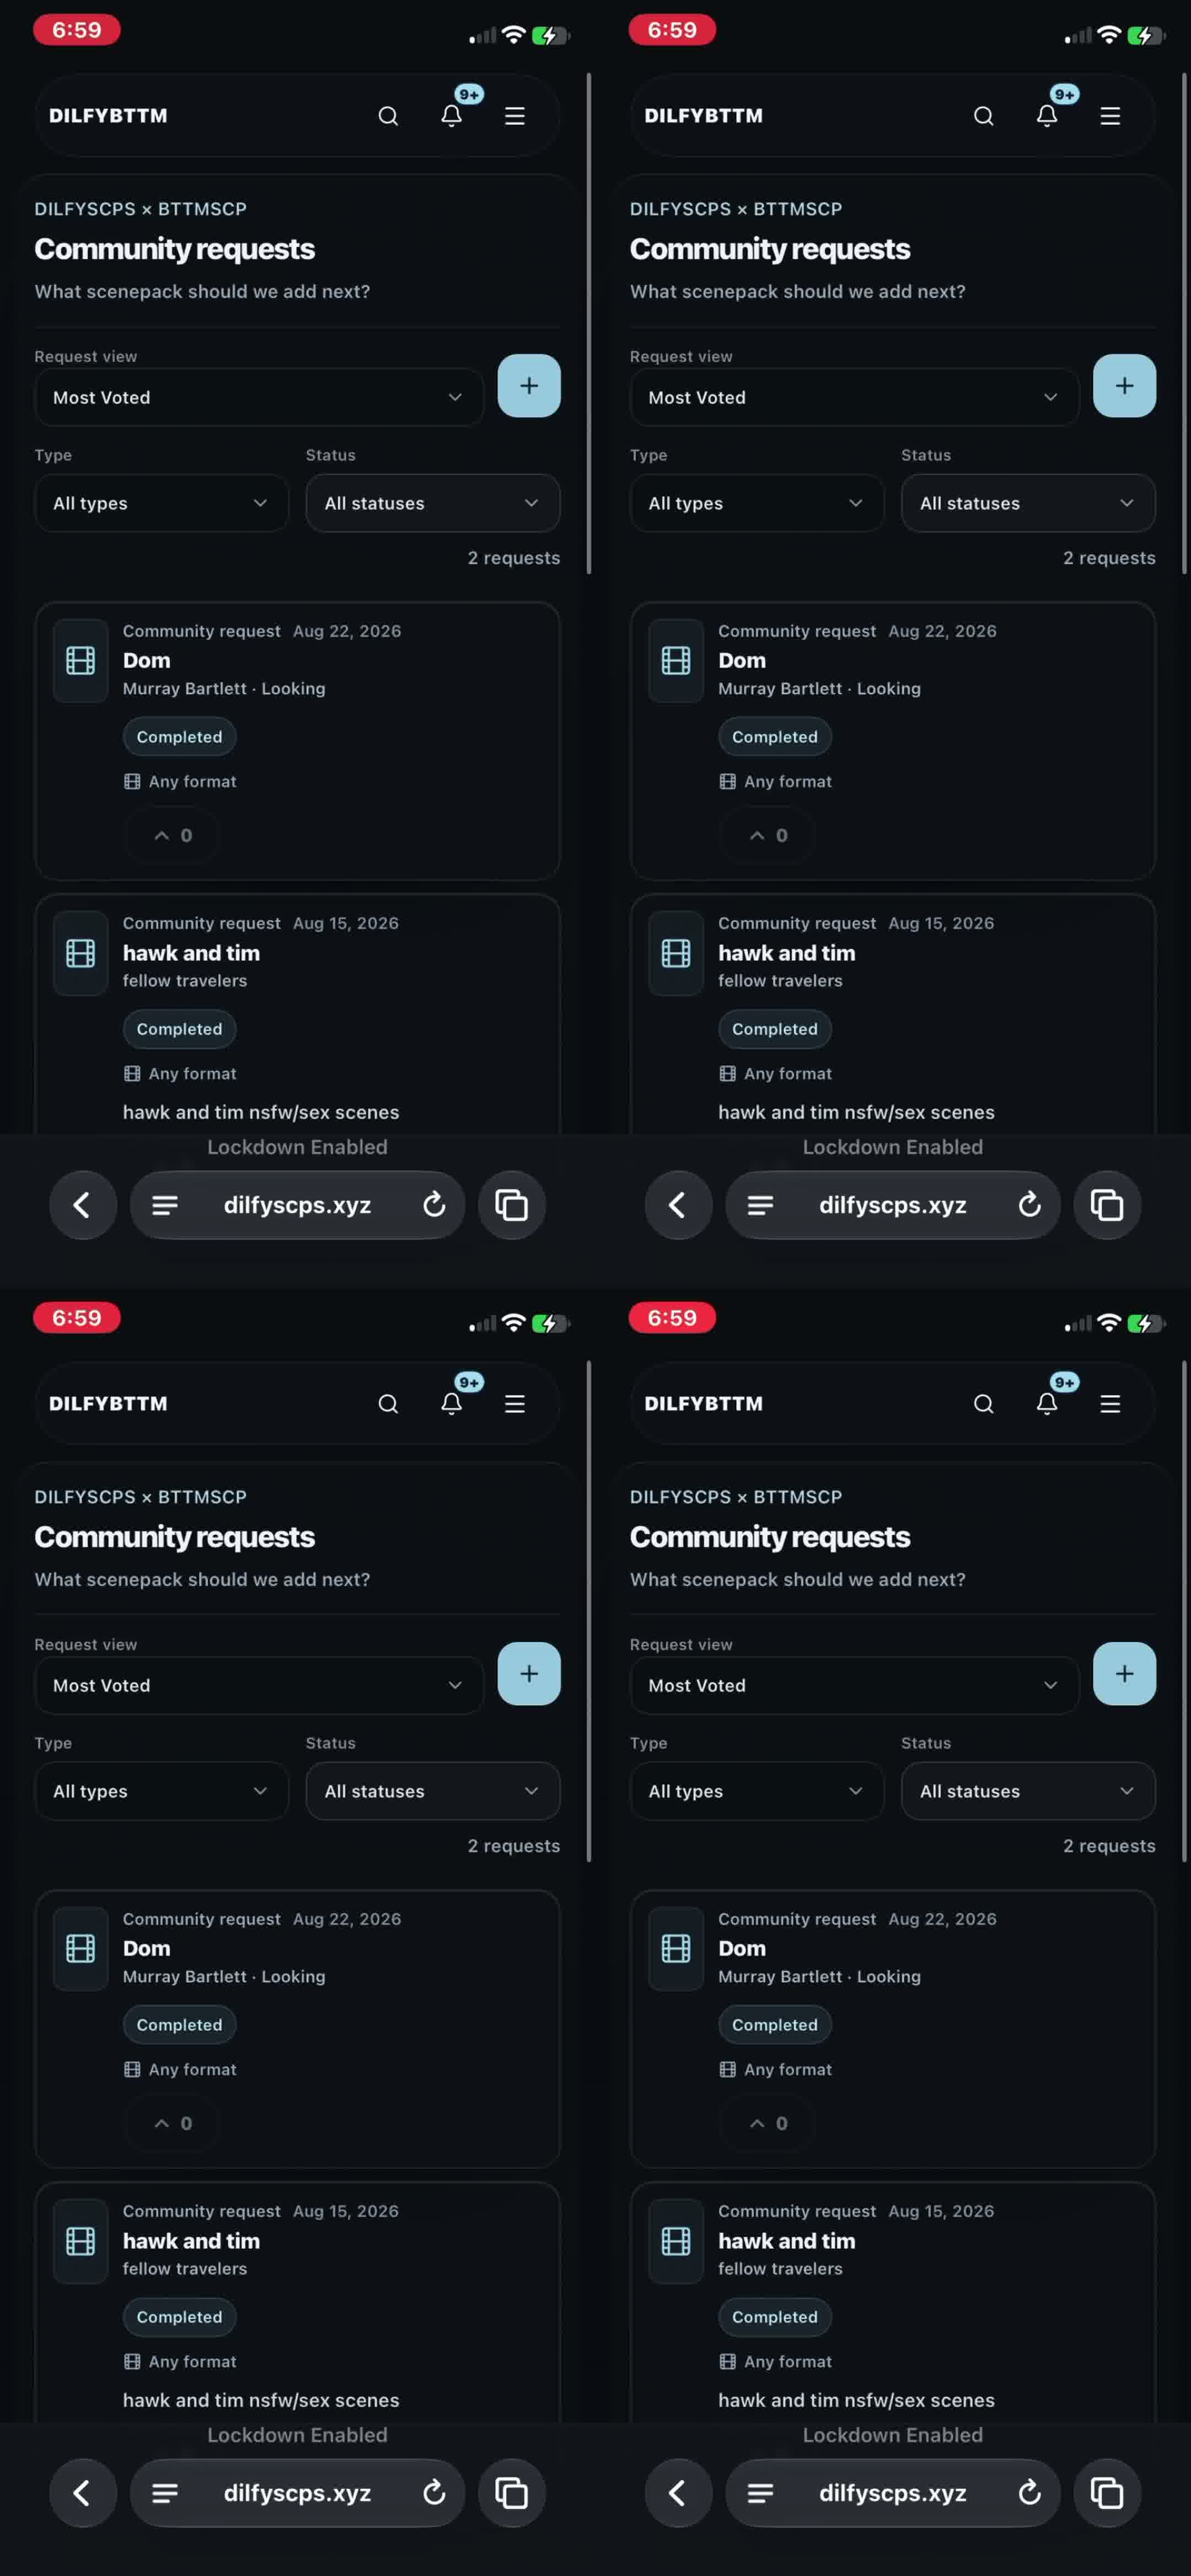 6:59
9+
DILFYBTTM
DILFYSCPS × BTTMSCP
Community requests
What scenepack should we add next?
Request view
Most Voted
+
Type
Status
All types
All statuses
2 requests
Community request Aug 22, 2026
Dom
Murray Bartlett · Looking
Completed
Any format
0
Community request Aug 15, 2026
hawk and tim
fellow travelers
Completed
Any format
hawk and tim nsfw/sex scenes
Lockdown Enabled
dilfyscps.xyz
6:59
9+
DILFYBTTM
DILFYSCPS × BTTMSCP
Community requests
What scenepack should we add next?
Request view
Most Voted
+
Type
Status
All types
All statuses
2 requests
Community request Aug 22, 2026
Dom
Murray Bartlett · Looking
Completed
Any format
0
Community request Aug 15, 2026
hawk and tim
fellow travelers
Completed
Any format
hawk and tim nsfw/sex scenes
Lockdown Enabled
dilfyscps.xyz
6:59
9+
DILFYBTTM
DILFYSCPS × BTTMSCP
Community requests
What scenepack should we add next?
Request view
Most Voted
+
Type
Status
All types
All statuses
2 requests
Community request Aug 22, 2026
Dom
Murray Bartlett · Looking
Completed
Any format
0
Community request Aug 15, 2026
hawk and tim
fellow travelers
Completed
Any format
hawk and tim nsfw/sex scenes
Lockdown Enabled
dilfyscps.xyz
6:59
9+
DILFYBTTM
DILFYSCPS × BTTMSCP
Community requests
What scenepack should we add next?
Request view
Most Voted
+
Type
Status
All types
All statuses
2 requests
Community request Aug 22, 2026
Dom
Murray Bartlett · Looking
Completed
Any format
0
Community request Aug 15, 2026
hawk and tim
fellow travelers
Completed
Any format
hawk and tim nsfw/sex scenes
Lockdown Enabled
dilfyscps.xyz